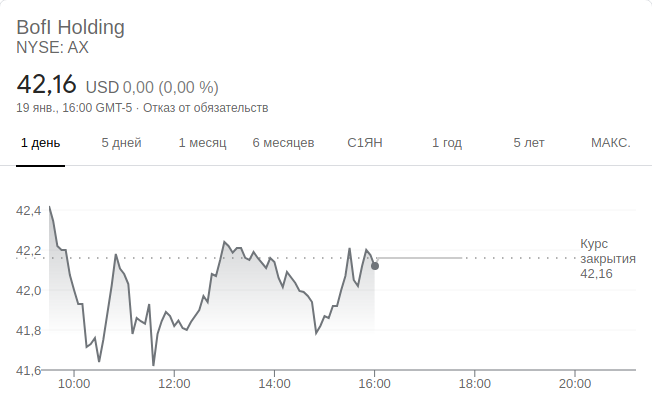 BofI Holding
NYSE: AX
42,16 USD 0,00 (0,00 %)
19 янв., 16:00 GMT-5 · Отказ от обязательств
1 день 5 дней 1 месяц 6 месяцев С1ЯН 1 год 5 лет МАКС.
42,4
42,2
42,0
41,8
41,6
Курс
закрытия
42,16
10:00 12:00 14:00 16:00 18:00 20:00